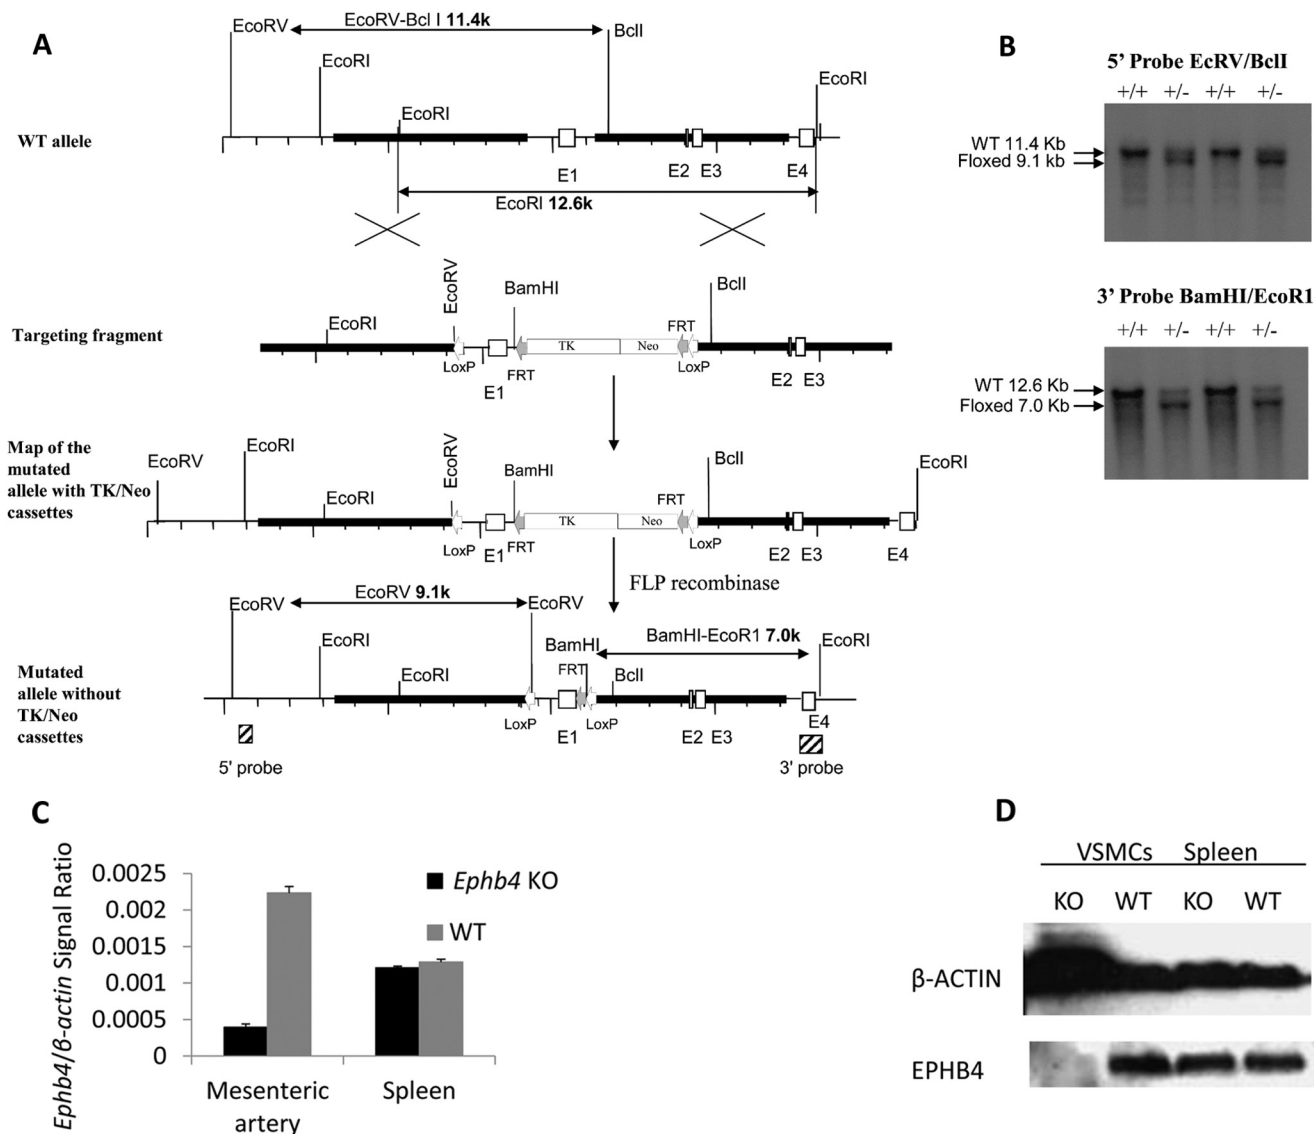 A
EcoRV
EcoRV-Bcl I 11.4k
BclI
EcoRI
EcoRI
EcoRI
WT allele
E1
E2
E3
E4
EcoRI 12.6k
EcoRV
BamHI
BclI
Targeting fragment
EcoRI
FRT
TK
Neo
LoxP
E1
FRT
LoxP
E2
E3
Map of the
mutated
allele with TK/Neo
cassettes
EcoRV
EcoRI
EcoRV
BamHI
BclI
EcoRI
EcoRI
FRT
TK
Neo
LoxP
E1
FRT
LoxP
E2
E3
E4
FLP recombinase
EcoRV 9.1k
EcoRV
EcoRV
BamHI-EcoR1 7.0k
EcoRI
BamHI
EcoRI
FRT
EcoRI
BclI
Mutated
allele without
TK/Neo
cassettes
LoxP
E1
LoxP
E2
E3
E4
5' probe
3' probe
B
5’ Probe EcRV/BclI
+/+ +/- +/+ +/-
WT 11.4 Kb
Floxed 9.1 kb
3’ Probe BamHI/EcoR1
+/+ +/- +/+ +/-
WT 12.6 Kb
Floxed 7.0 Kb
C
Ephb4/β-actin Signal Ratio
0.0025
0.002
0.0015
0.001
0.0005
0
Ephb4 KO
WT
Mesenteric
artery
Spleen
D
VSMCs Spleen
KO WT KO WT
β-ACTIN
EPHB4